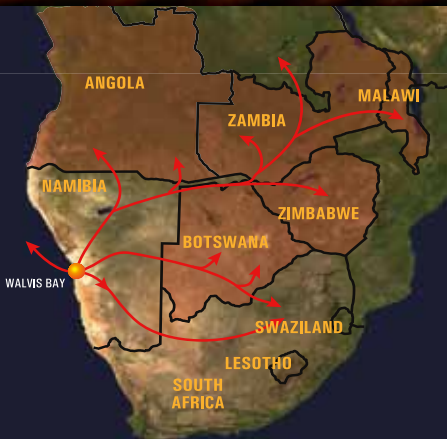 ANGOLA
MALAWI
ZAMBIA
NAMIBIA
ZIMBABWE
BOTSWANA
WALVIS BAY
SWAZILAND
LESOTHO
SOUTH
AFRICA